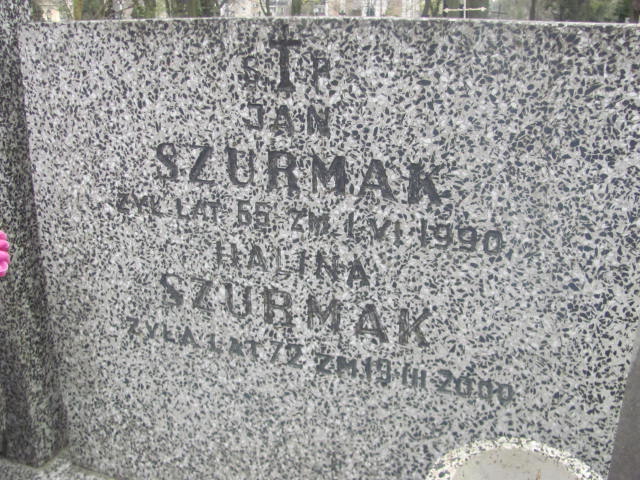 Ś P
JAN
SZURMAK
ŻYŁ LAT 65 ZM. 1 VI 1990
HALINA
SZURMAK
ŻYŁA LAT 72 ZM 19 III 2000